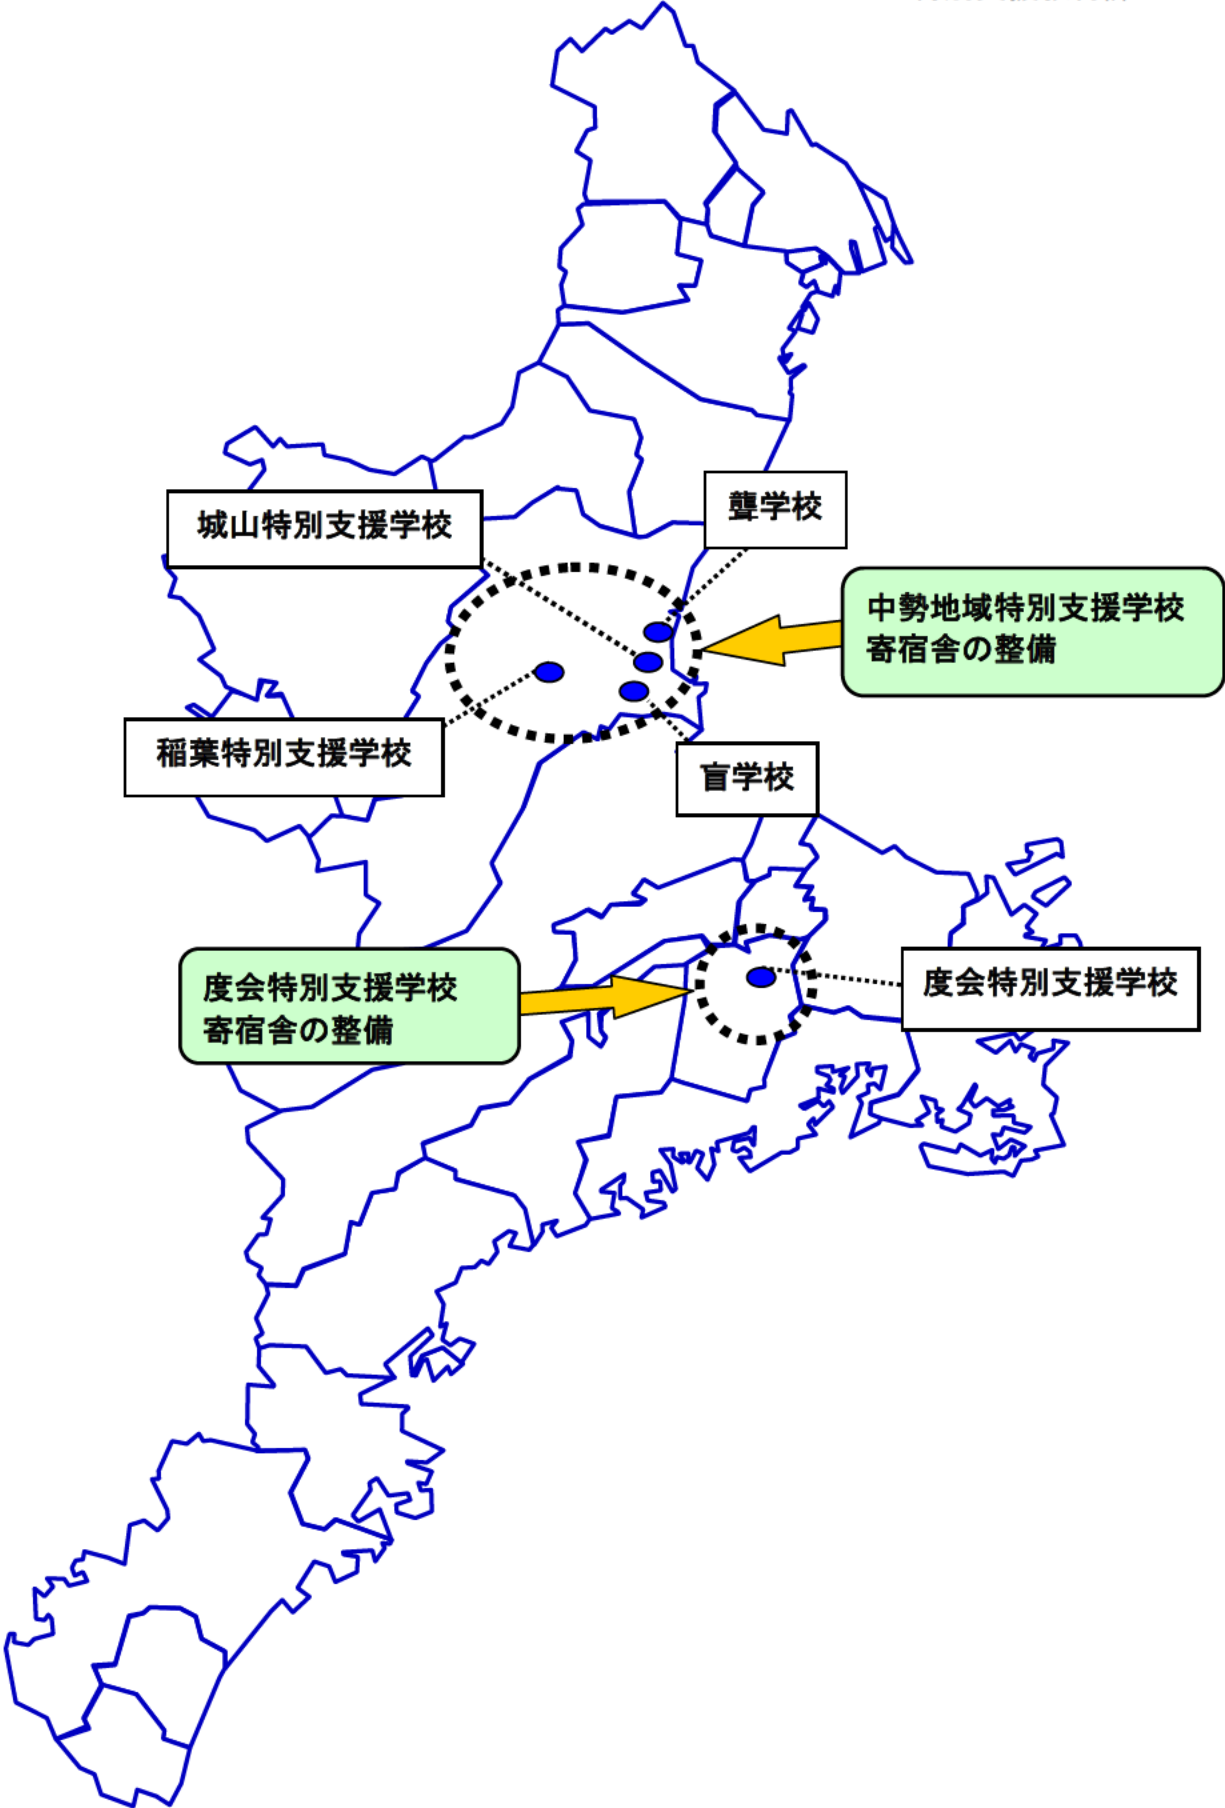 聾学校
城山特別支援学校
中勢地域特別支援学校
寄宿舎の整備
稲葉特別支援学校
盲学校
度会特別支援学校
寄宿舎の整備
度会特別支援学校